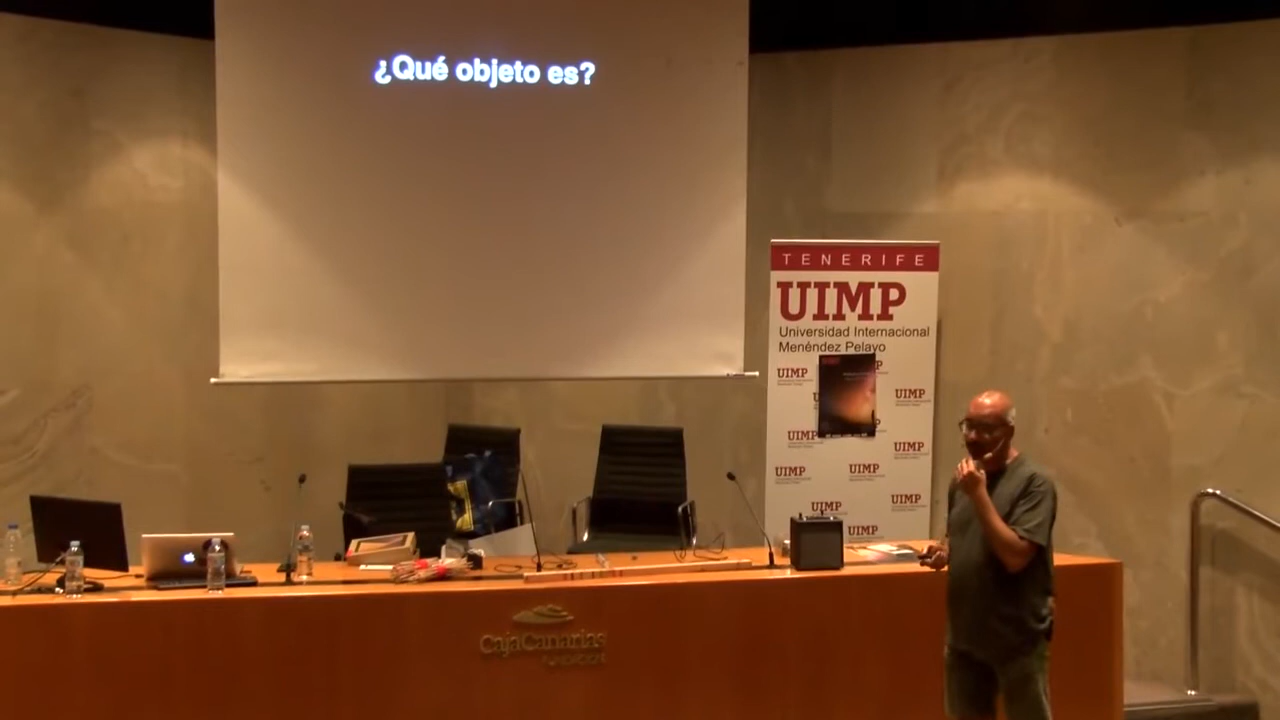 ¿Qué objeto es?
TENERIFE
UIMP
Universidad Internacional
Menéndez Pelayo
UIMP
UIMP
UIMP
UIMP
UIMP
UIMP
UIMP
UIMP
UIMP
CajaCanarias
FUNDACIÓN